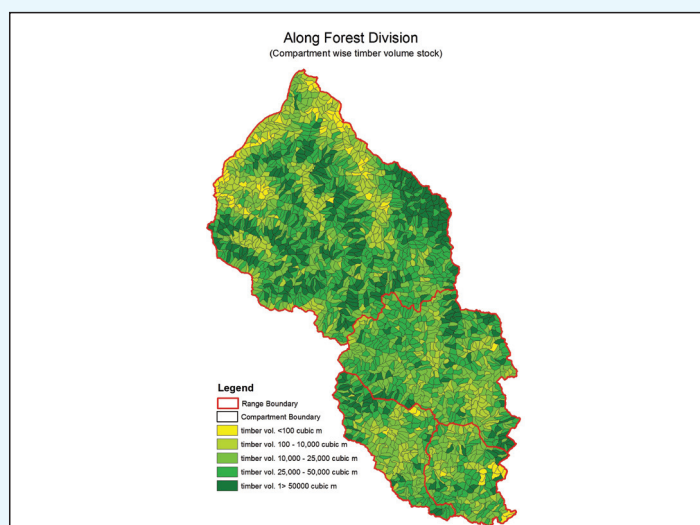 Along Forest Division
(Compartment wise timber volume stock)
Legend
Range Boundary
Compartment Boundary
timber vol. <100 cubic m
timber vol. 100 - 10,000 cubic m
timber vol. 10,000 - 25,000 cubic m
timber vol. 25,000 - 50,000 cubic m
timber vol. 1> 50000 cubic m